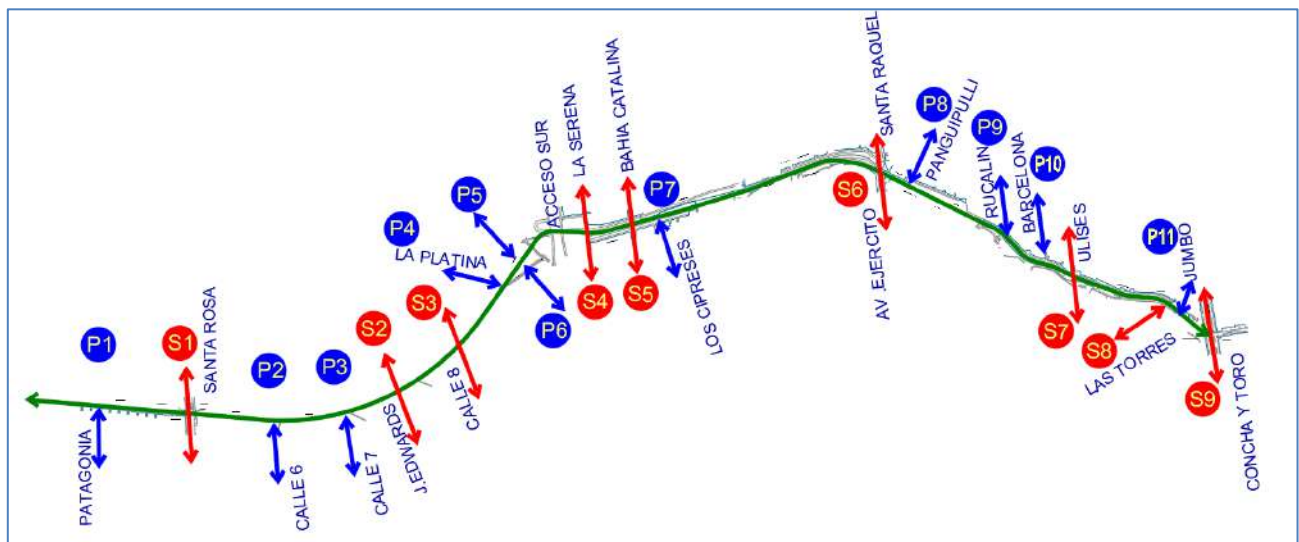 P1
PATAGONIA
S1
SANTA ROSA
P2
CALLE 6
P3
CALLE 7
S2
J.EDWARDS
S3
CALLE 8
P4
LA PLATINA
P5
P6
ACCESO SUR
LA SERENA
S4
BAHIA CATALINA
S5
P7
LOS CIPRESES
S6
AV .EJERCITO
SANTA RAQUEL
P8
PANGUIPULLI
P9
RUCALIN
BARCELONA
P10
ULISES
S7
S8
LAS TORRES
P11
JUMBO
S9
CONCHA Y TORO